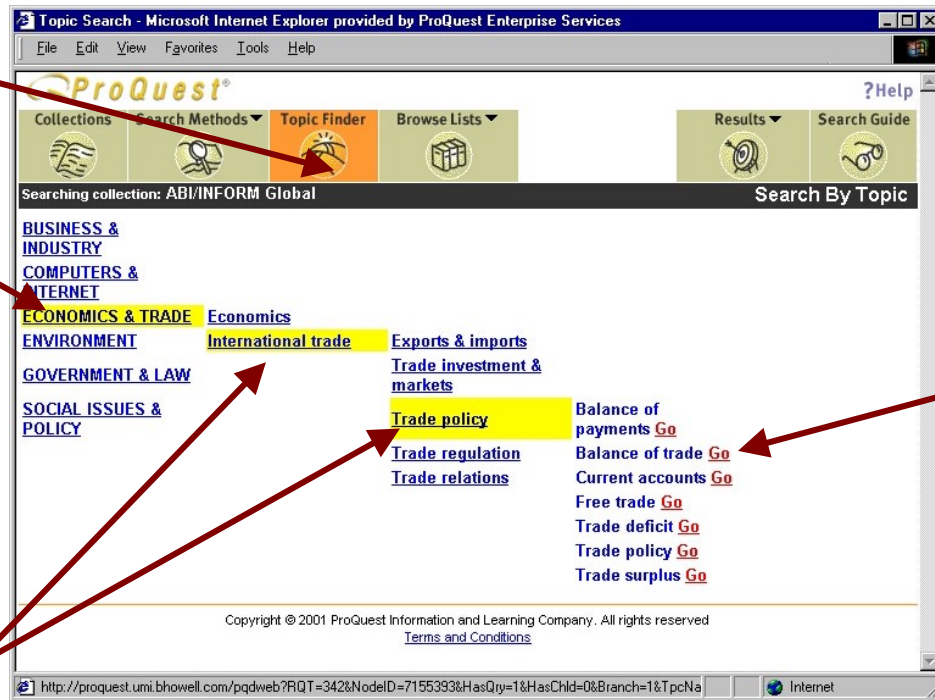 Topic Search - Microsoft Internet Explorer provided by ProQuest Enterprise Services
File Edit View Favorites Tools Help
ProQuest®
?Help
Collections Search Methods Topic Finder Browse Lists Results Search Guide
Searching collection: ABI/INFORM Global Search By Topic
BUSINESS &
INDUSTRY
COMPUTERS &
INTERNET
ECONOMICS & TRADE Economics
ENVIRONMENT International trade Exports & imports
GOVERNMENT & LAW Trade investment &
markets
SOCIAL ISSUES &
POLICY
Trade policy Balance of
payments Go
Trade regulation Balance of trade Go
Trade relations Current accounts Go
Free trade Go
Trade deficit Go
Trade policy Go
Trade surplus Go
Copyright © 2001 ProQuest Information and Learning Company. All rights reserved
Terms and Conditions
http://proquest.umi.bhowell.com/pqdweb?RQT=342&NodeID=7155393&HasQry=1&HasChld=0&Branch=1&TpcNa Internet